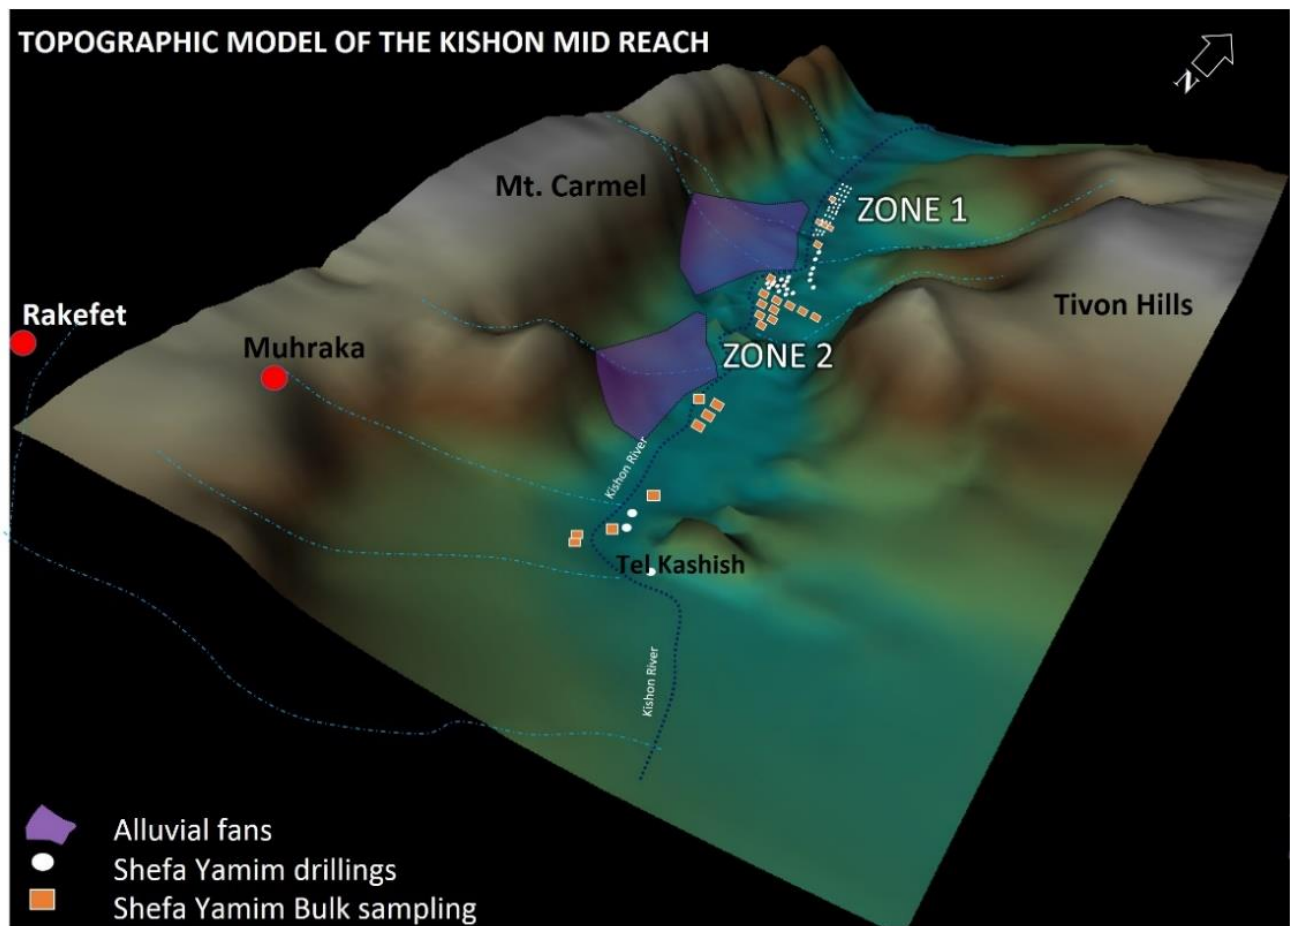 TOPOGRAPHIC MODEL OF THE KISHON MID REACH
N
Mt. Carmel
ZONE 1
Rakefet
Muhraka
Tivon Hills
ZONE 2
Kishon River
Tel Kashish
Kishon River
Alluvial fans
Shefa Yamim drillings
Shefa Yamim Bulk sampling